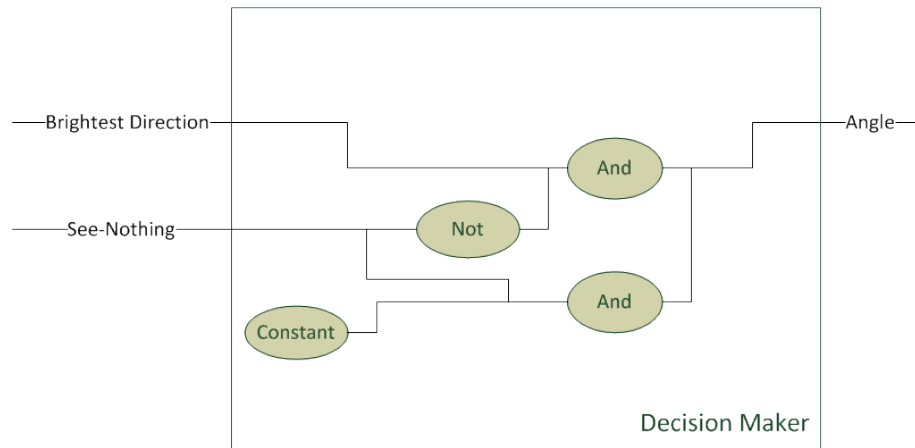 Brightest Direction
And
Angle
See-Nothing
Not
And
Constant
Decision Maker